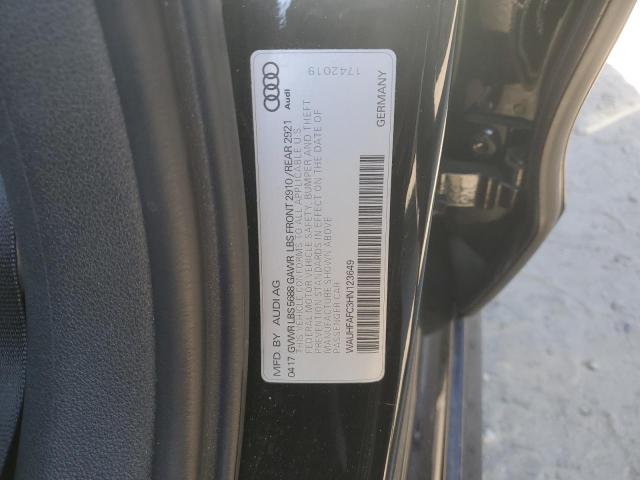 MFD. BY AUDI AG
0417 GVWR LBS 5688 GAWR LBS FRONT 2910 / REAR 2921
THIS VEHICLE CONFORMS TO ALL APPLICABLE U.S.
FEDERAL MOTOR VEHICLE SAFETY, BUMPER AND THEFT
PREVENTION STANDARDS IN EFFECT ON THE DATE OF
MANUFACTURE SHOWN ABOVE
PASSENGER CAR
WAUHFAFC3HN123649
GERMANY
Audi
1742019